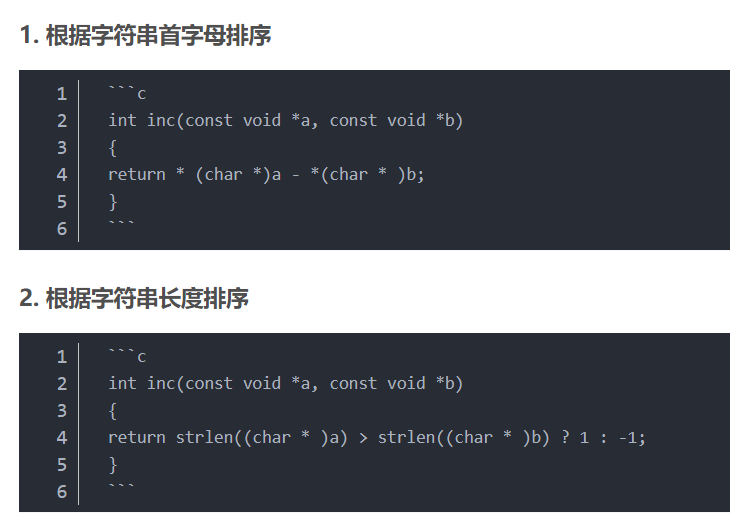 1. 根据字符串首字母排序
1 ```c
2 int inc(const void *a, const void *b)
3 {
4 return * (char *)a - *(char * )b;
5 }
6 ```
2. 根据字符串长度排序
1 ```c
2 int inc(const void *a, const void *b)
3 {
4 return strlen((char * )a) > strlen((char * )b) ? 1 : -1;
5 }
6 ```